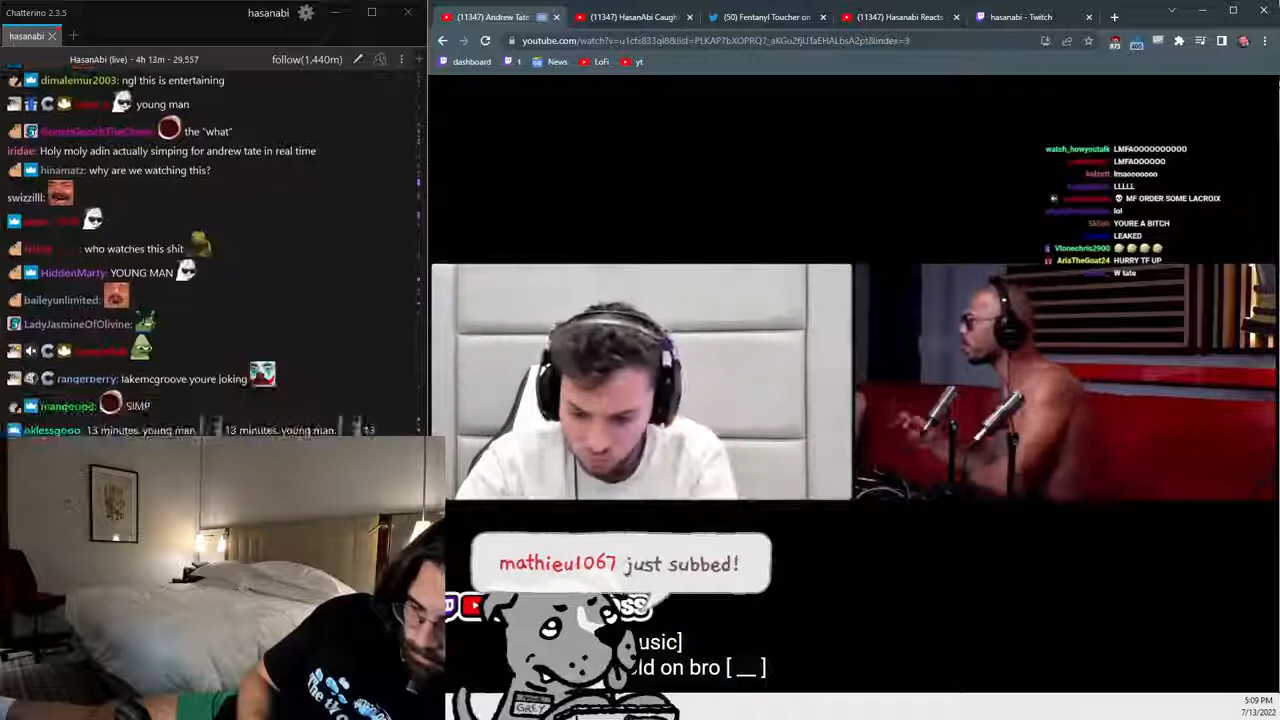 Chatterino 2.3.5
hasanabi
hasanabi
HasanAbi (live) - 4h 13m - 29,557
follow(1,440m)
dimalemur2003: ngl this is entertaining
young man
the "what"
iridae: Holy moly adin actually simping for andrew tate in real time
hinamatz: why are we watching this?
swizzilll:
: who watches this shit
HiddenMarty: YOUNG MAN
baileyunlimited:
LadyJasmineOfOlivine:
rangerberry: lakemcgroove youre joking
SIMP
13 minutes, young man. 13 minutes, young man. 13
(11347) Andrew Tate
(11347) HasanAbi Caugh
(50) Fentanyl Toucher on
(11347) Hasanabi Reacts -
hasanabi - Twitch
dashboard
1
News
LoFi
yt
watch_howyoutalk LMFAOOOOOOOOOO
LMFAOOOOOO
lmaooooooo
LLLLL
MF ORDER SOME LACROIX
lol
YOURE A BITCH
LEAKED
Vlonechris2900
AriaTheGoat24 HURRY TF UP
W tate
mathieu1067 just subbed!
usic]
ld on bro [ __ ]
GREY
5:09 PM
7/13/2022